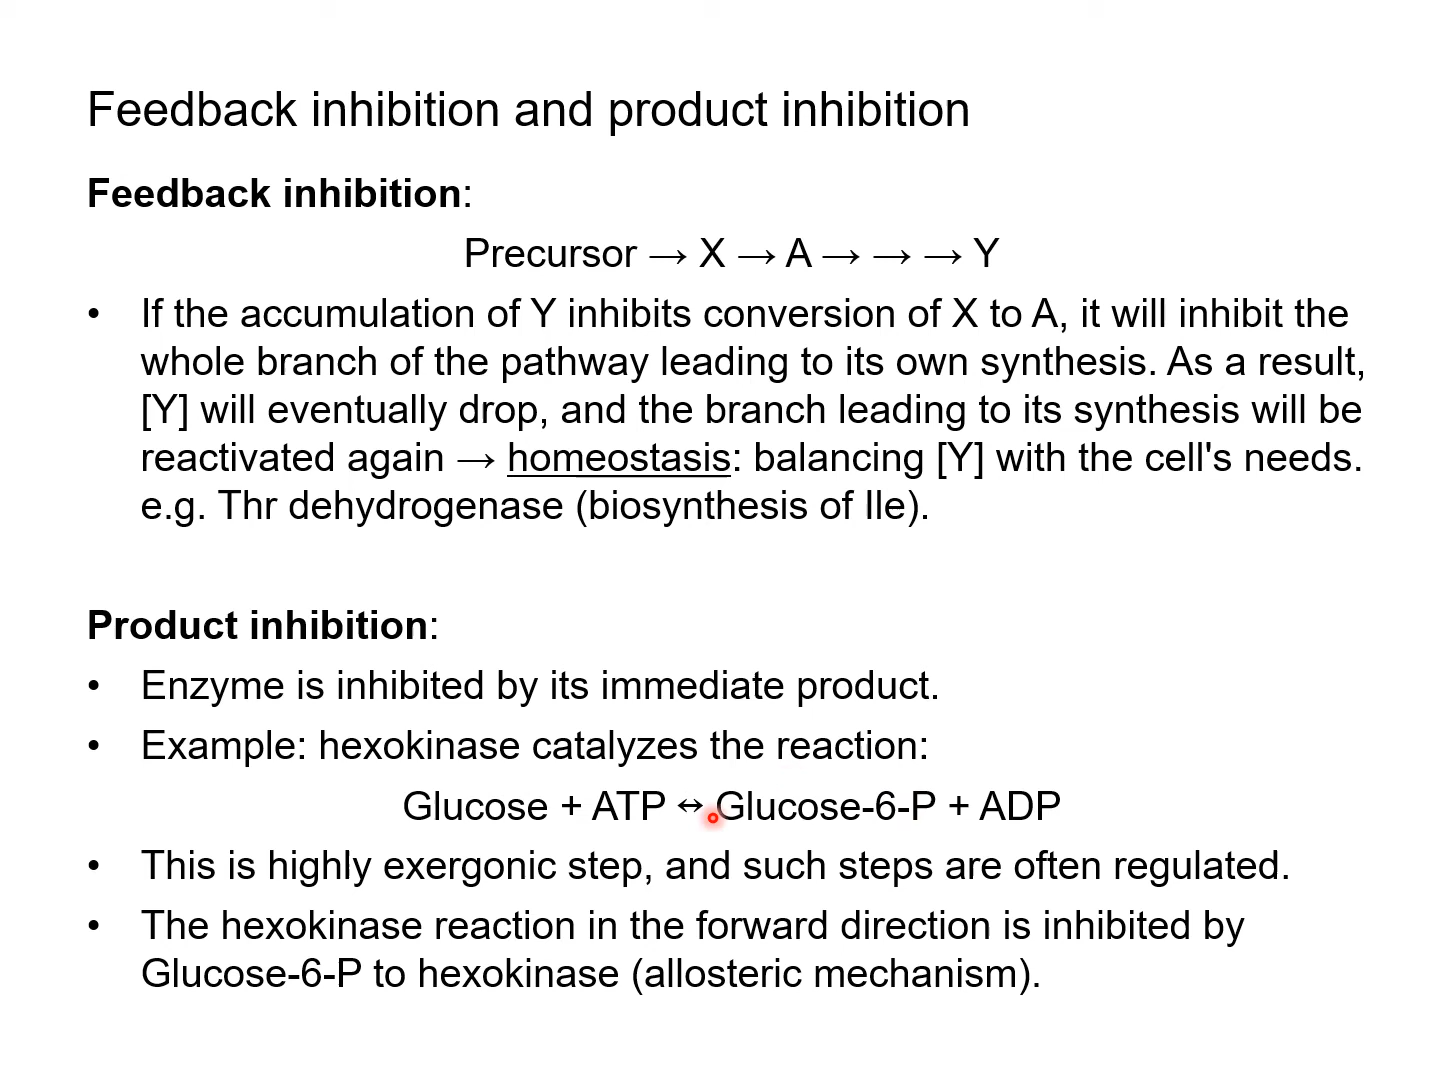 Feedback inhibition and product inhibition
Feedback inhibition:
Precursor → X → A → → → Y
• If the accumulation of Y inhibits conversion of X to A, it will inhibit the
whole branch of the pathway leading to its own synthesis. As a result,
[Y] will eventually drop, and the branch leading to its synthesis will be
reactivated again → homeostasis: balancing [Y] with the cell's needs.
e.g. Thr dehydrogenase (biosynthesis of Ile).
Product inhibition:
• Enzyme is inhibited by its immediate product.
• Example: hexokinase catalyzes the reaction:
Glucose + ATP ↔ Glucose-6-P + ADP
• This is highly exergonic step, and such steps are often regulated.
• The hexokinase reaction in the forward direction is inhibited by
Glucose-6-P to hexokinase (allosteric mechanism).